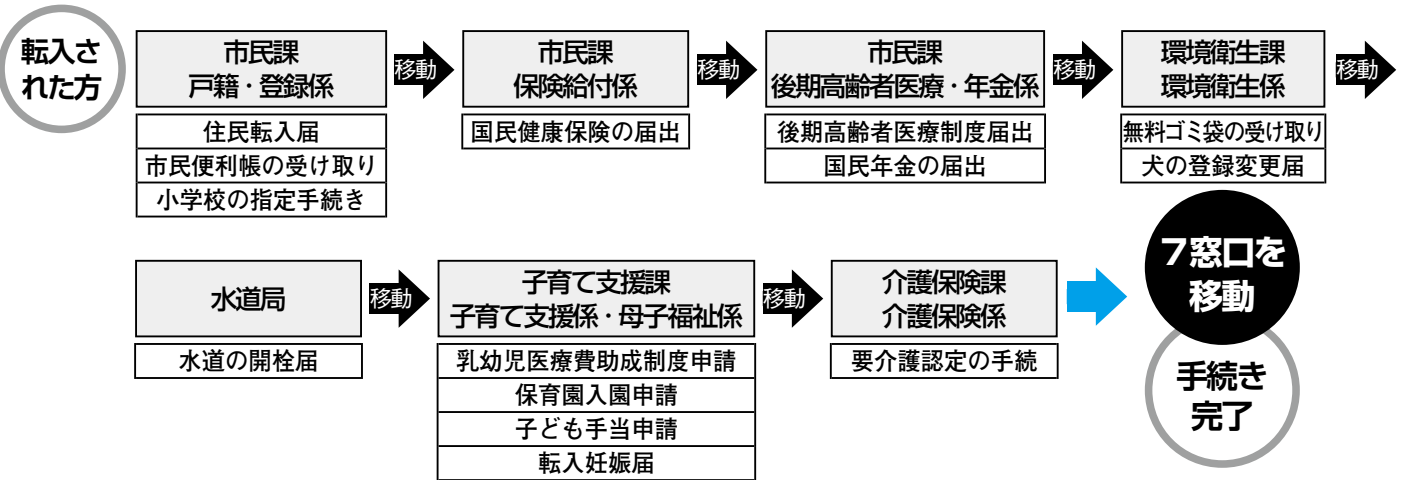 転入さ
れた方
市民課
戸籍・登録係
住民転入届
市民便利帳の受け取り
小学校の指定手続き
移動
市民課
保険給付係
国民健康保険の届出
移動
市民課
後期高齢者医療・年金係
後期高齢者医療制度届出
国民年金の届出
移動
環境衛生課
環境衛生係
無料ゴミ袋の受け取り
犬の登録変更届
移動
水道局
水道の開栓届
移動
子育て支援課
子育て支援係・母子福祉係
乳幼児医療費助成制度申請
保育園入園申請
子ども手当申請
転入妊娠届
移動
介護保険課
介護保険係
要介護認定の手続
7窓口を
移動
手続き
完了